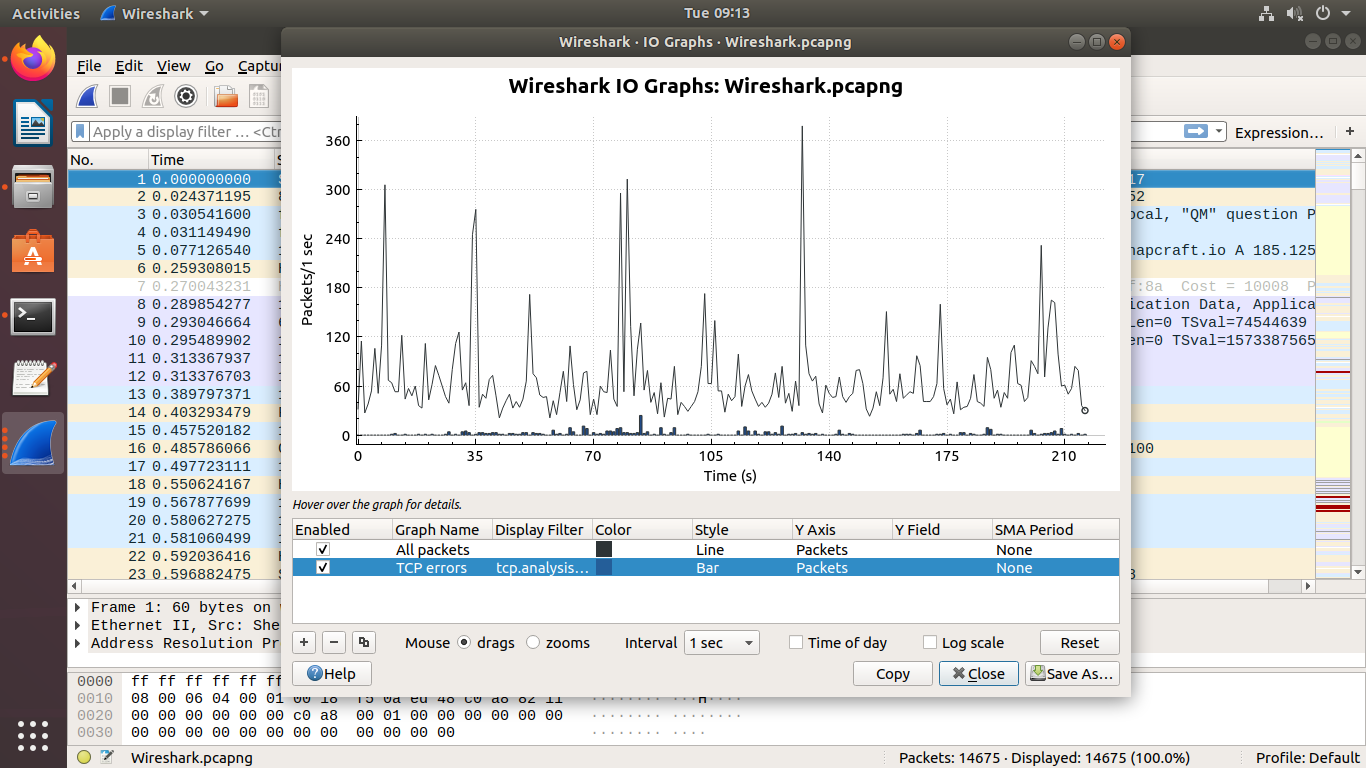 Activities Wireshark Tue 09:13
Wireshark · IO Graphs · Wireshark.pcapng
File Edit View Go Captu
Apply a display filter … <Ctr Expression… +
No. Time
1 0.000000000 17
2 0.024371195 52
3 0.030541600 ocal, "QM" question P
4 0.031149490
5 0.077126540 napcraft.io A 185.125
6 0.259308015
7 0.270043231 f:8a Cost = 10008 P
8 0.289854277 ication Data, Applica
9 0.293046664 Len=0 TSval=74544639
10 0.295489902 en=0 TSval=1573387565
11 0.313367937
12 0.313376703
13 0.389797371
14 0.403293479
15 0.457520182
16 0.485786066 100
17 0.497723111
18 0.550624167
19 0.567877699
20 0.580627275
21 0.581060499
22 0.592036416
23 0.596882475
Wireshark IO Graphs: Wireshark.pcapng
Packets/1 sec
360
300
240
180
120
60
0
0 35 70 105 140 175 210
Time (s)
Hover over the graph for details.
Enabled Graph Name Display Filter Color Style Y Axis Y Field SMA Period
All packets Line Packets None
TCP errors tcp.analysis… Bar Packets None
+ − Mouse drags zooms Interval 1 sec Time of day Log scale Reset
Help Copy Close Save As…
Frame 1: 60 bytes on
Ethernet II, Src: She
Address Resolution Pr
0000 ff ff ff ff ff
0010 08 00 06 04 00 01 00 18 f5 0a ed 48 c0 a8 82 11 ········ ···H····
0020 00 00 00 00 00 00 c0 a8 00 01 00 00 00 00 00 00 ········ ········
0030 00 00 00 00 00 00 00 00 00 00 00 00 ········ ····
Wireshark.pcapng Packets: 14675 · Displayed: 14675 (100.0%) Profile: Default